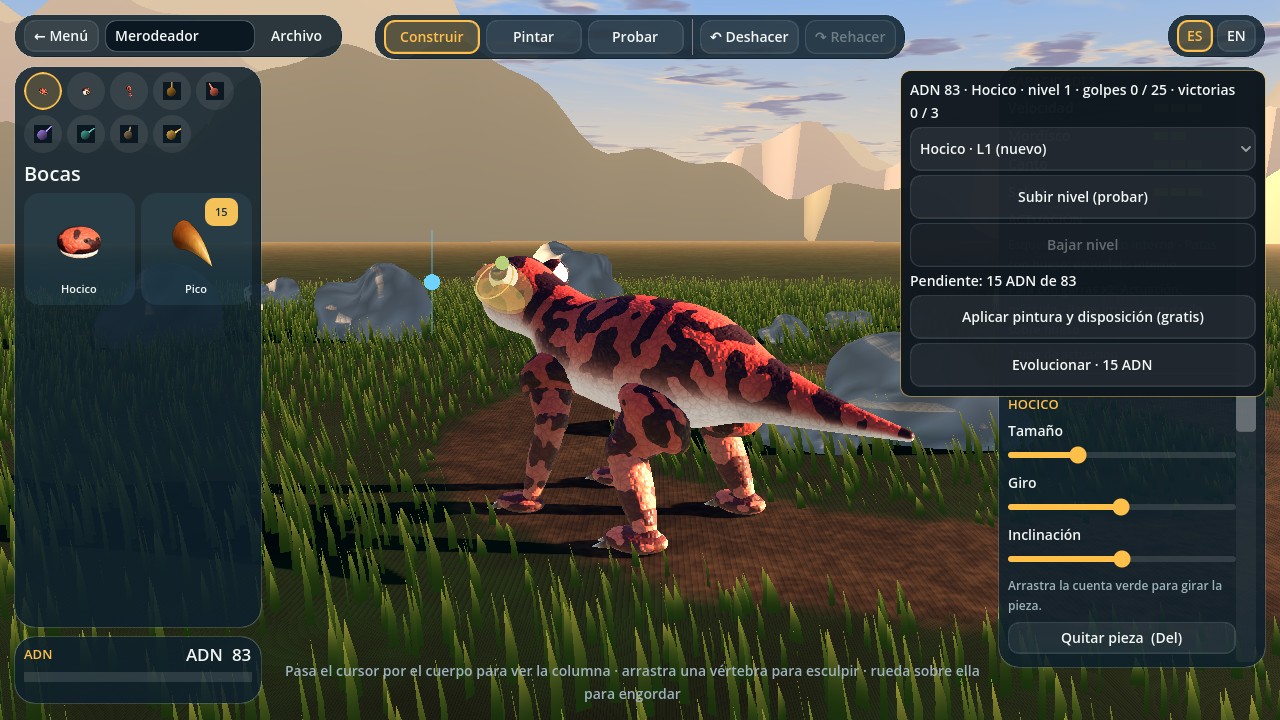 ← Menú
Merodeador
Archivo
Construir
Pintar
Probar
↶ Deshacer
↷ Rehacer
ES
EN
Bocas
15
Hocico
Pico
ADN 83 · Hocico · nivel 1 · golpes 0 / 25 · victorias
0 / 3
Hocico · L1 (nuevo)
Subir nivel (probar)
Bajar nivel
Pendiente: 15 ADN de 83
Aplicar pintura y disposición (gratis)
Evolucionar · 15 ADN
HOCICO
Tamaño
Giro
Inclinación
Arrastra la cuenta verde para girar la
pieza.
Quitar pieza (Del)
ADN
ADN 83
Pasa el cursor por el cuerpo para ver la columna · arrastra una vértebra para esculpir · rueda sobre ella
para engordar